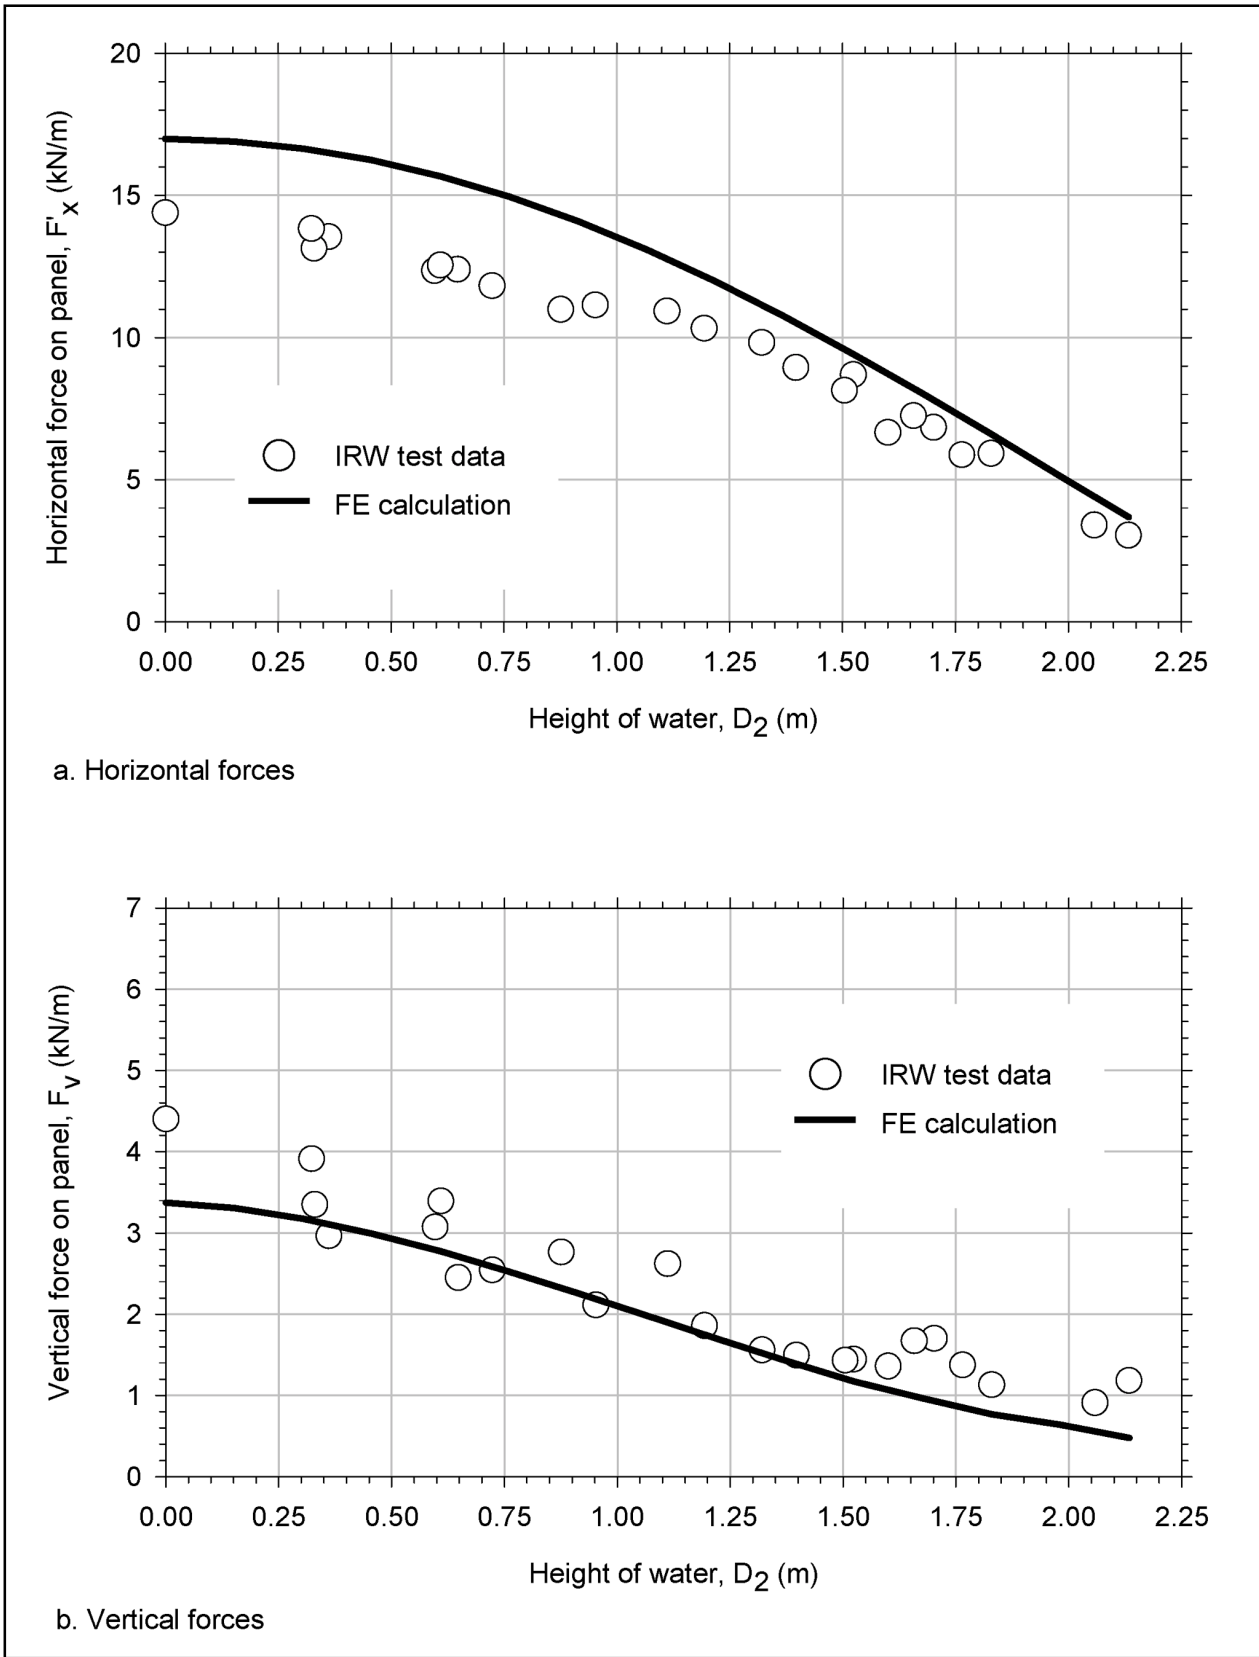 20
15
10
5
0
Horizontal force on panel, F'x (kN/m)
IRW test data
FE calculation
0.00 0.25 0.50 0.75 1.00 1.25 1.50 1.75 2.00 2.25
Height of water, D2 (m)
a. Horizontal forces
7
6
5
4
3
2
1
0
Vertical force on panel, Fv (kN/m)
IRW test data
FE calculation
0.00 0.25 0.50 0.75 1.00 1.25 1.50 1.75 2.00 2.25
Height of water, D2 (m)
b. Vertical forces